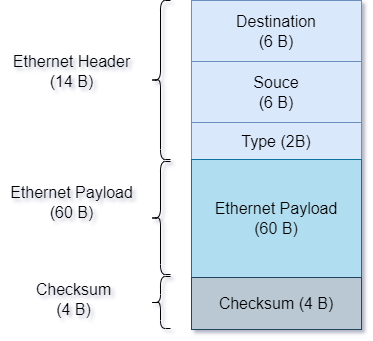 Ethernet Header
(14 B)
Destination
(6 B)
Souce
(6 B)
Type (2B)
Ethernet Payload
(60 B)
Ethernet Payload
(60 B)
Checksum
(4 B)
Checksum (4 B)